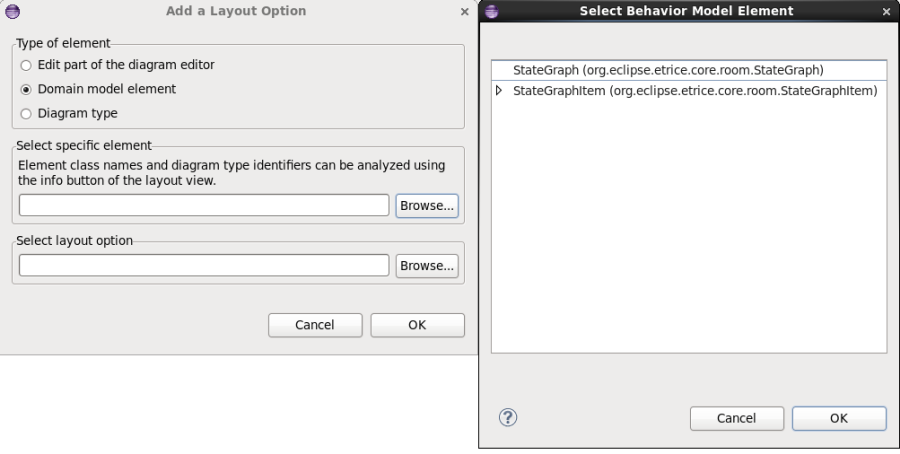 Add a Layout Option
Type of element
Edit part of the diagram editor
Domain model element
Diagram type
Select specific element
Element class names and diagram type identifiers can be analyzed using
the info button of the layout view.
Browse...
Select layout option
Browse...
Cancel
OK
Select Behavior Model Element
StateGraph (org.eclipse.etrice.core.room.StateGraph)
StateGraphItem (org.eclipse.etrice.core.room.StateGraphItem)
?
Cancel
OK